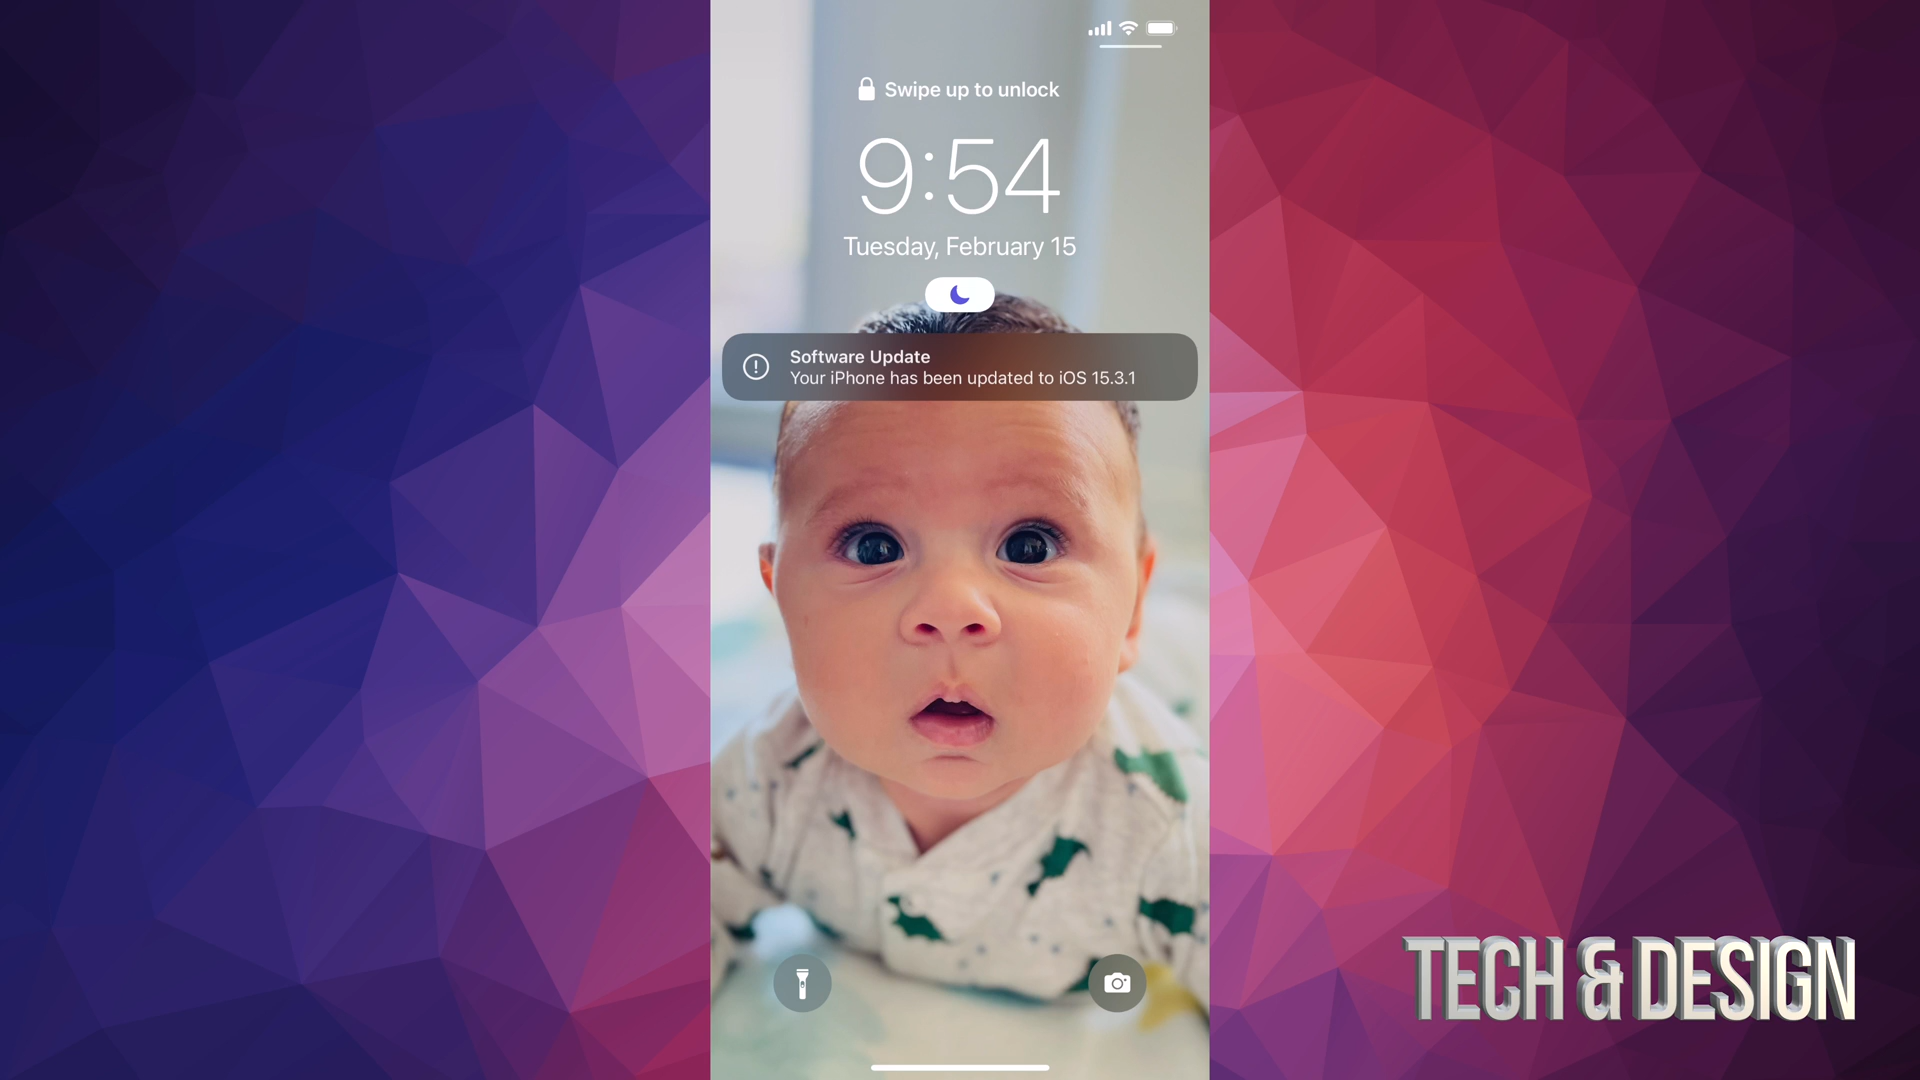 Swipe up to unlock
9:54
Tuesday, February 15
Software Update
Your iPhone has been updated to iOS 15.3.1
TECH & DESIGN